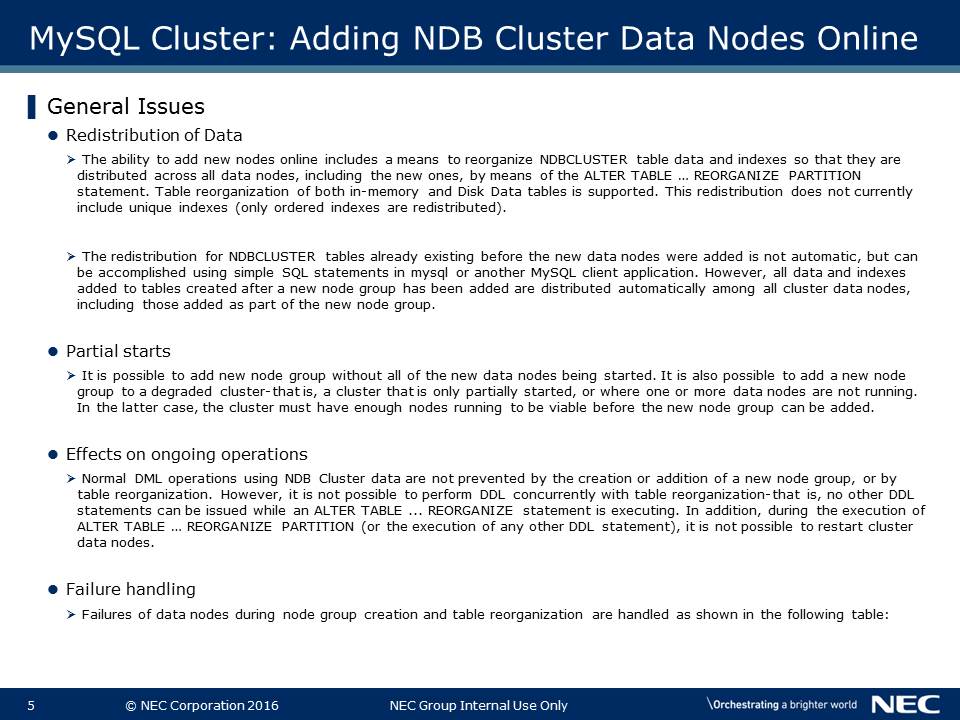 MySQL Cluster: Adding NDB Cluster Data Nodes Online
General Issues
Redistribution of Data
The ability to add new nodes online includes a means to reorganize NDBCLUSTER table data and indexes so that they are
distributed across all data nodes, including the new ones, by means of the ALTER TABLE … REORGANIZE PARTITION
statement. Table reorganization of both in-memory and Disk Data tables is supported. This redistribution does not currently
include unique indexes (only ordered indexes are redistributed).
The redistribution for NDBCLUSTER tables already existing before the new data nodes were added is not automatic, but can
be accomplished using simple SQL statements in mysql or another MySQL client application. However, all data and indexes
added to tables created after a new node group has been added are distributed automatically among all cluster data nodes,
including those added as part of the new node group.
Partial starts
It is possible to add new node group without all of the new data nodes being started. It is also possible to add a new node
group to a degraded cluster-that is, a cluster that is only partially started, or where one or more data nodes are not running.
In the latter case, the cluster must have enough nodes running to be viable before the new node group can be added.
Effects on ongoing operations
Normal DML operations using NDB Cluster data are not prevented by the creation or addition of a new node group, or by
table reorganization. However, it is not possible to perform DDL concurrently with table reorganization-that is, no other DDL
statements can be issued while an ALTER TABLE ... REORGANIZE statement is executing. In addition, during the execution of
ALTER TABLE … REORGANIZE PARTITION (or the execution of any other DDL statement), it is not possible to restart cluster
data nodes.
Failure handling
Failures of data nodes during node group creation and table reorganization are handled as shown in the following table:
5 © NEC Corporation 2016 NEC Group Internal Use Only \Orchestrating a brighter world NEC